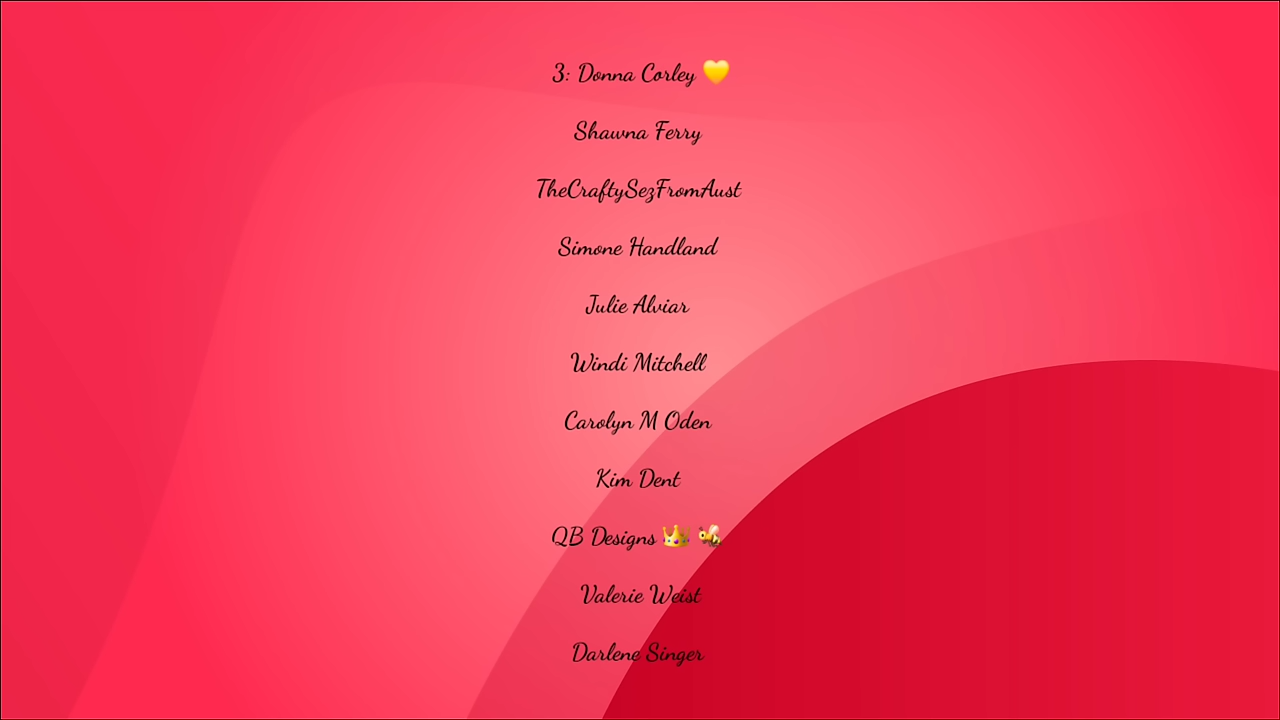 3: Donna Corley 💛
Shawna Ferry
TheCraftySezFromAust
Simone Handland
Julie Alviar
Windi Mitchell
Carolyn M Oden
Kim Dent
QB Designs 👑 🐝
Valerie Weist
Darlene Singer